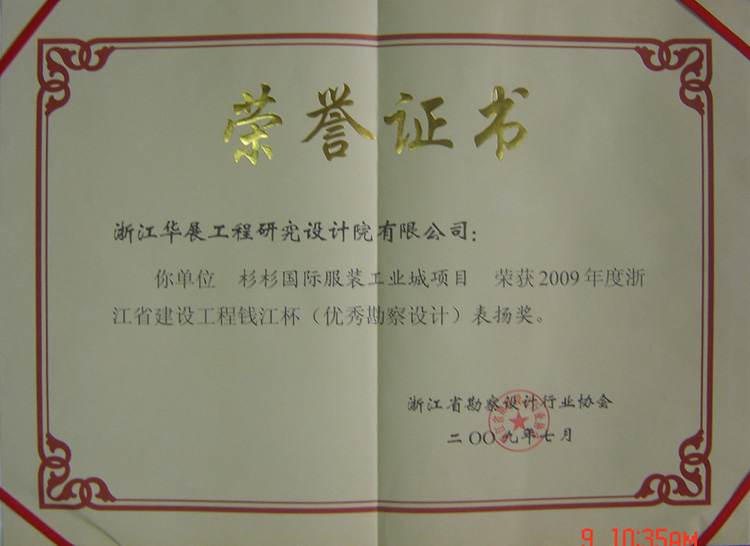 荣誉证书
浙江华展工程研究设计院有限公司：
你单位 杉杉国际服装工业城项目 荣获2009年度浙
江省建设工程钱江杯（优秀勘察设计）表扬奖。
浙江省勘察设计行业协会
二〇〇九年七月
9 10:35AM